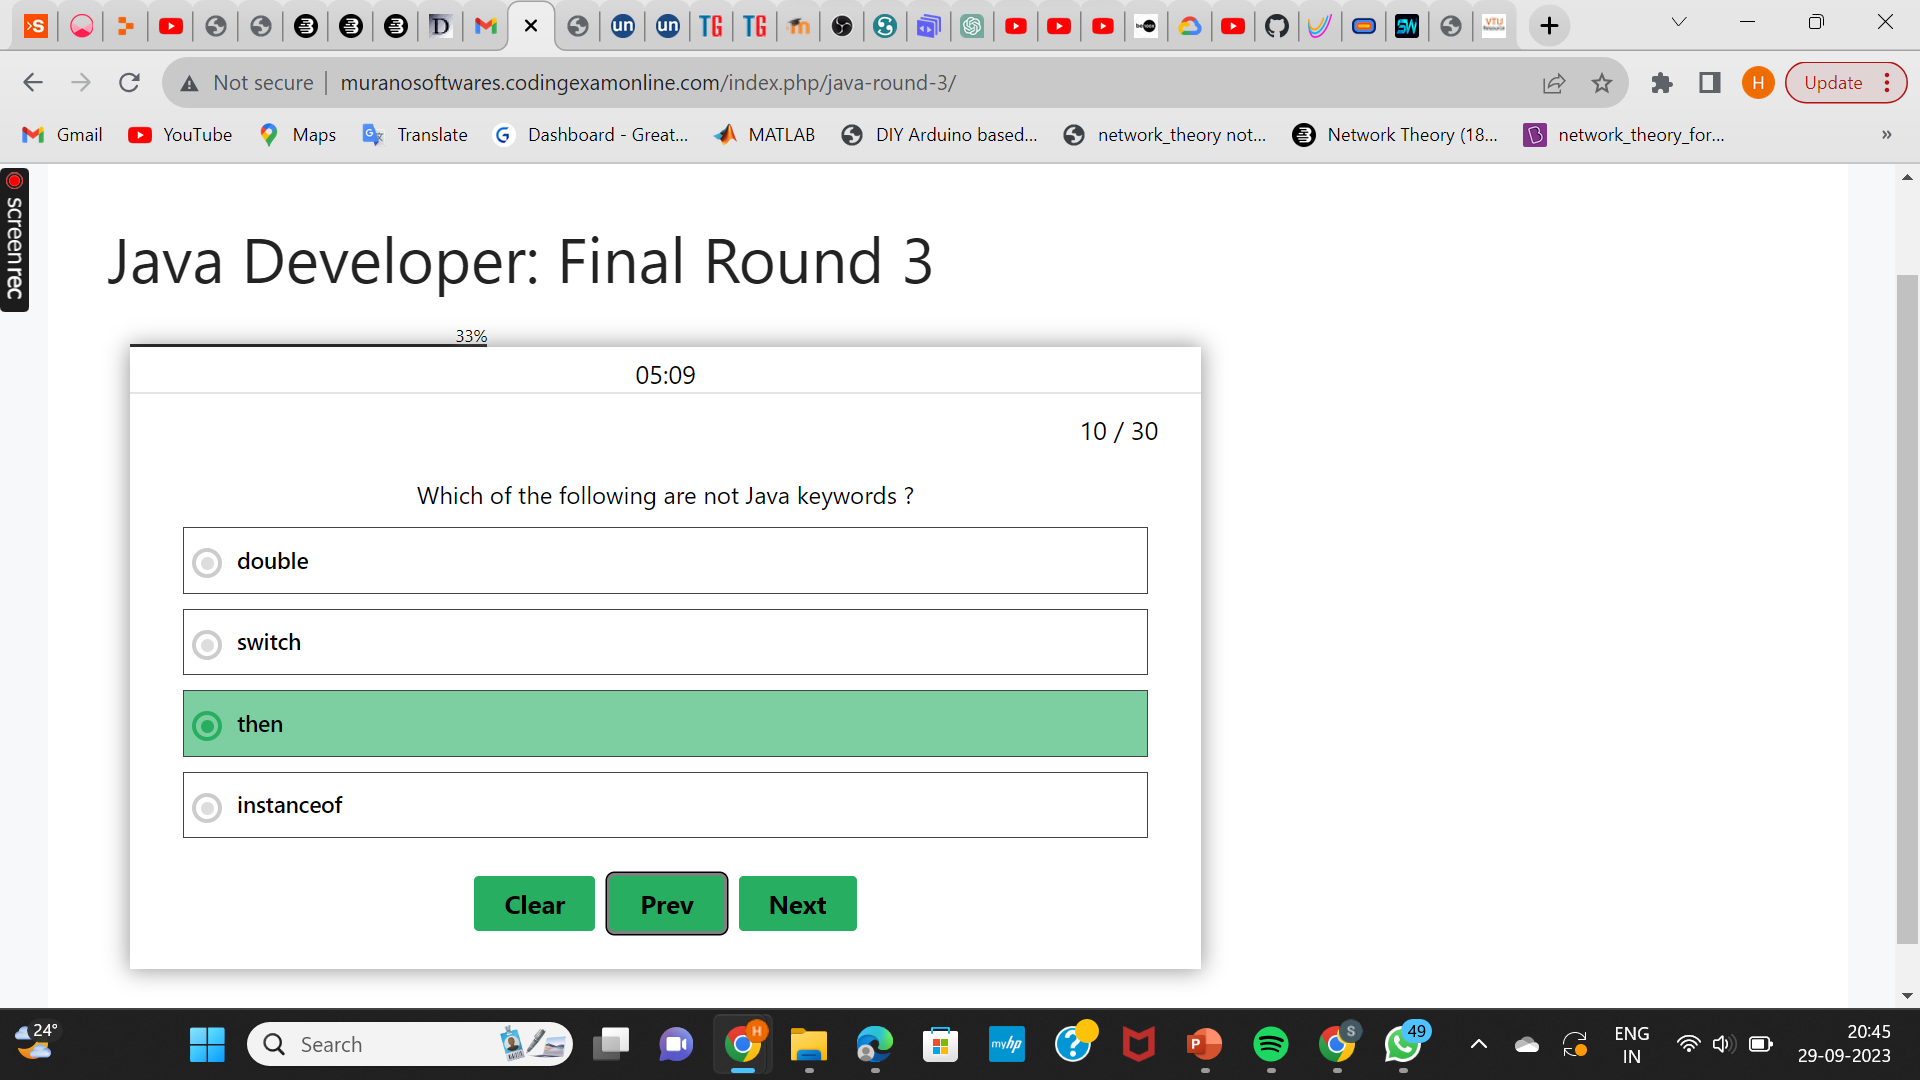 Not secure | muranosoftwares.codingexamonline.com/index.php/java-round-3/
H
Update
Gmail
YouTube
Maps
Translate
Dashboard - Great...
MATLAB
DIY Arduino based...
network_theory not...
Network Theory (18...
network_theory_for...
»
screenrec
Java Developer: Final Round 3
33%
05:09
10 / 30
Which of the following are not Java keywords ?
double
switch
then
instanceof
Clear
Prev
Next
24°
Search
H
myhp
S
49
ENG
IN
20:45
29-09-2023